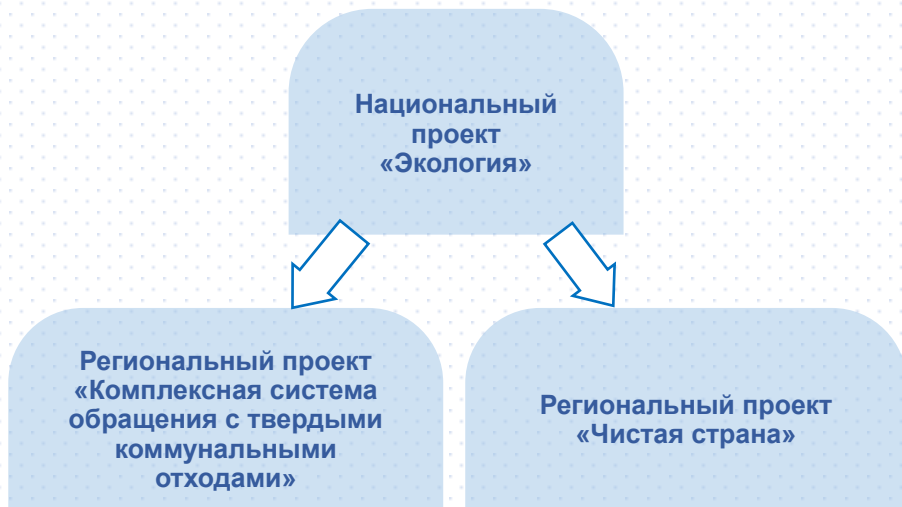 Национальный
проект
«Экология»
Региональный проект
«Комплексная система
обращения с твердыми
коммунальными
отходами»
Региональный проект
«Чистая страна»